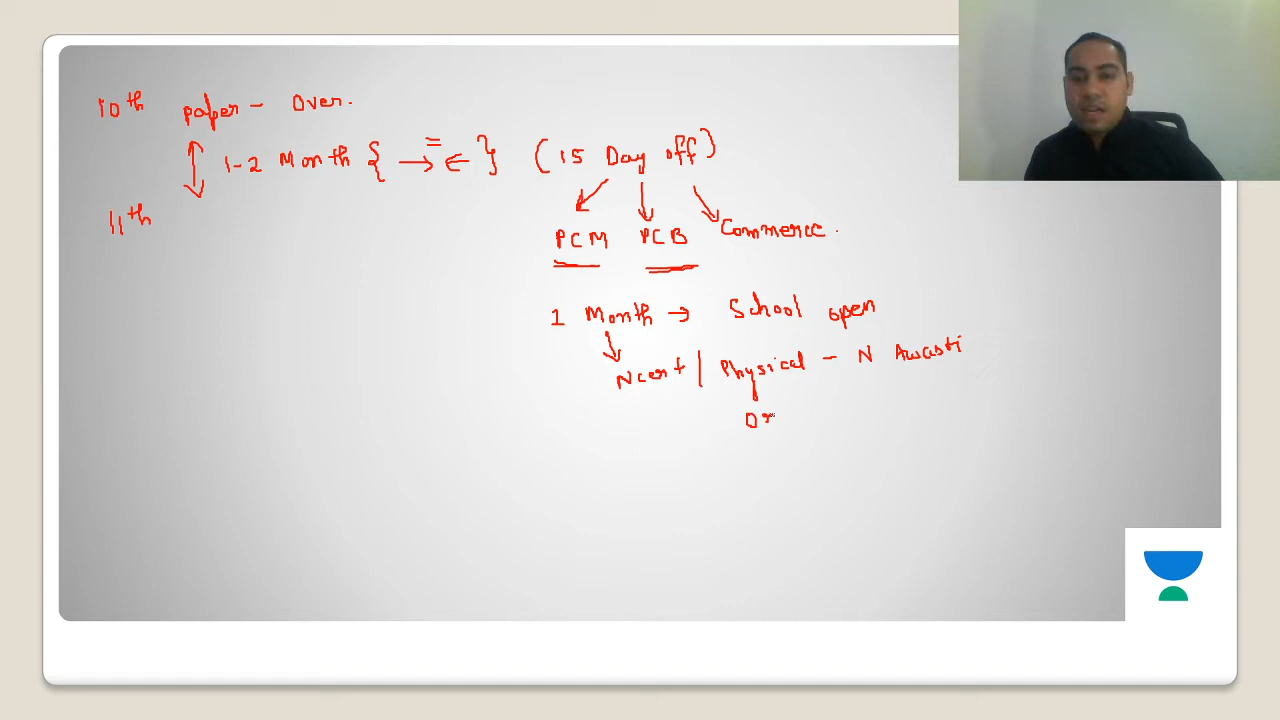 10th paper - Over.
1-2 Month { → ← } (15 Day off)
11th
PCM PCB Commerce.
1 Month → School open
Ncert | Physical - N Awasti
Or